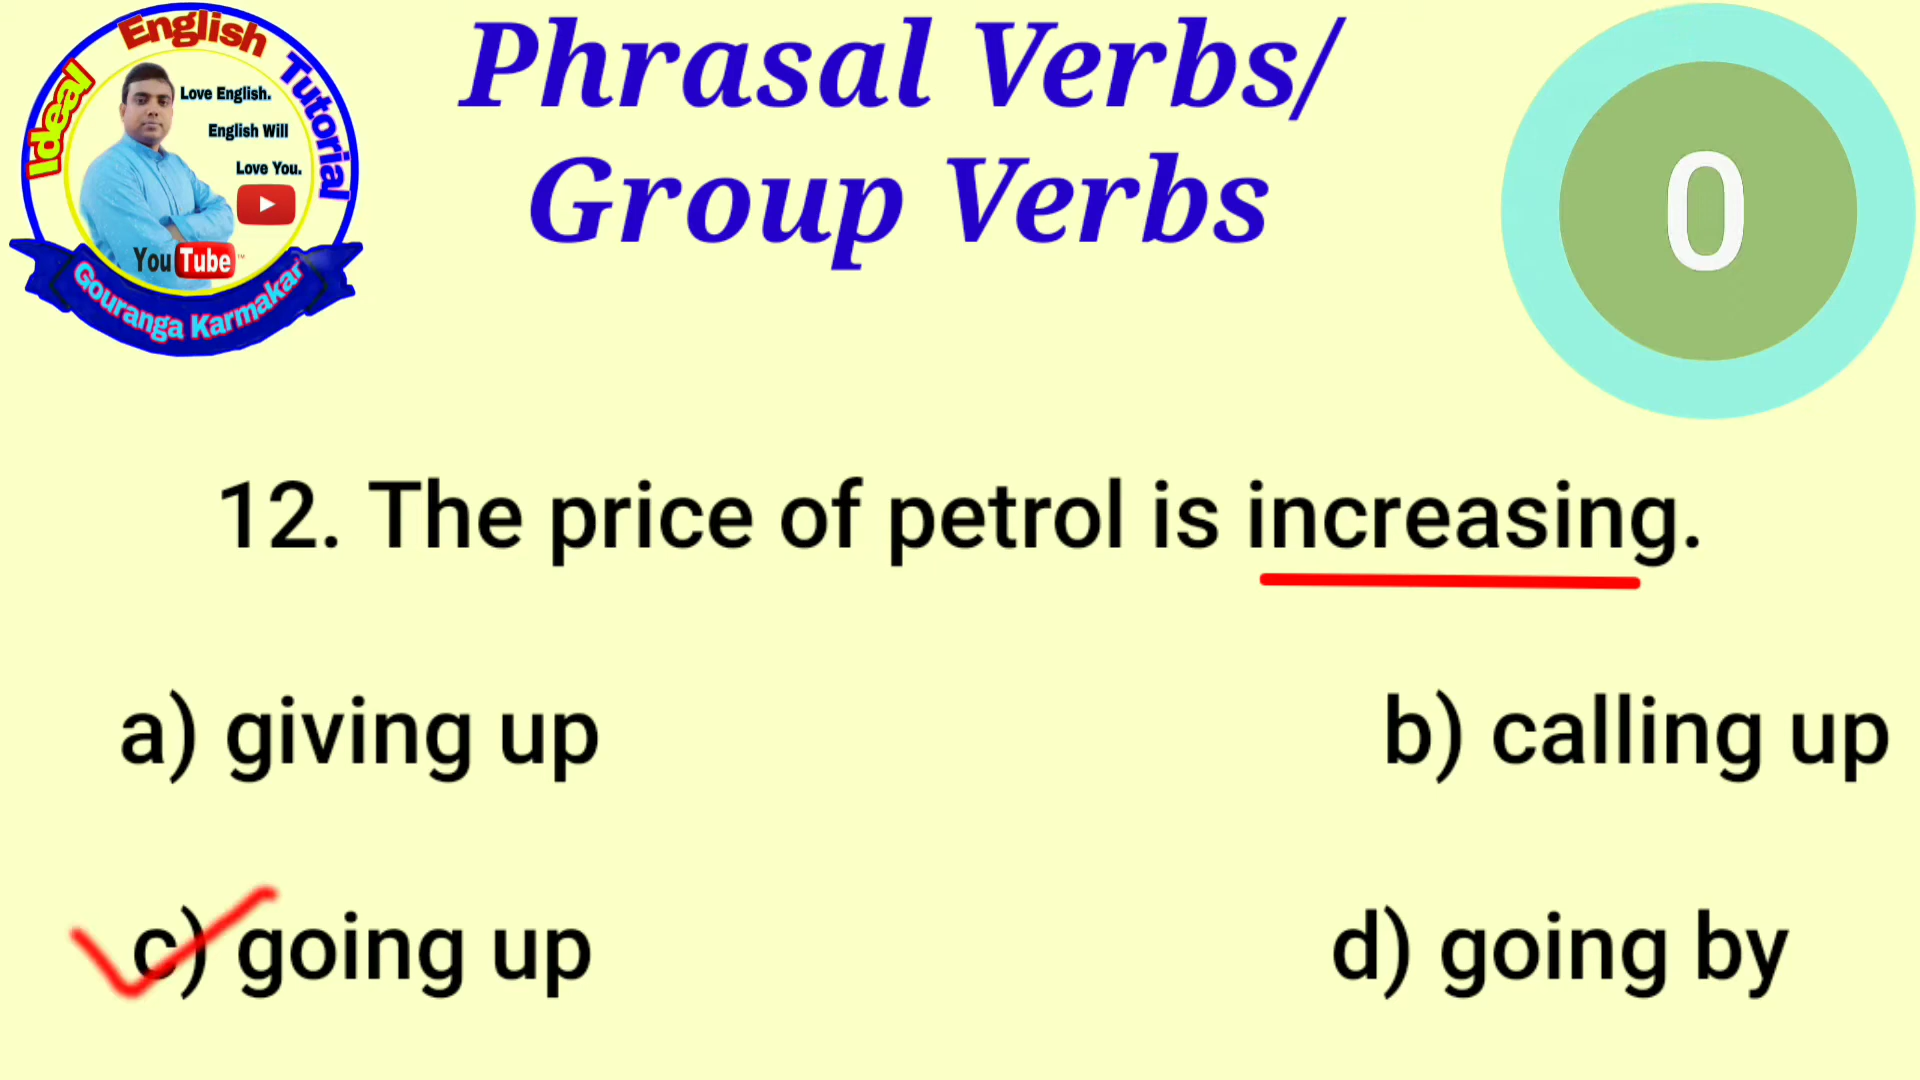 Ideal English Tutorial
Love English.
English Will
Love You.
YouTube™
Gouranga Karmakar
Phrasal Verbs/
Group Verbs
0
12. The price of petrol is increasing.
a) giving up
b) calling up
c) going up
d) going by